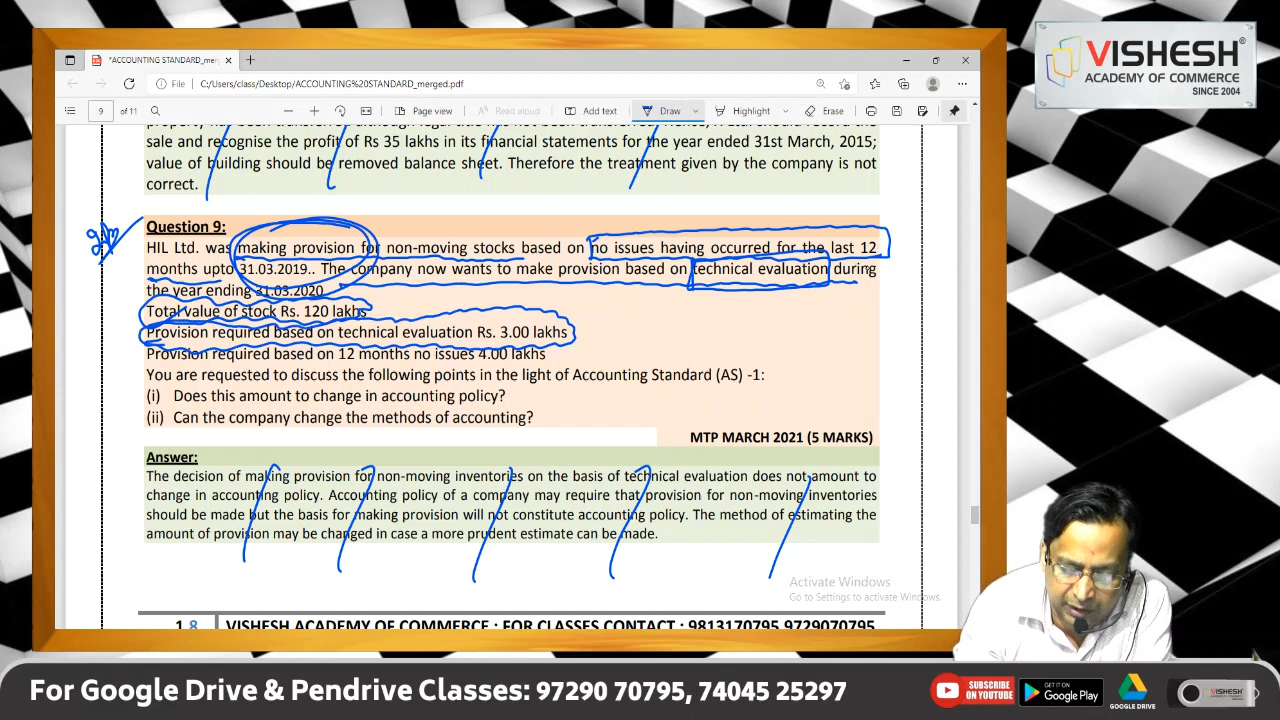 VISHESH®
ACADEMY OF COMMERCE
SINCE 2004
*ACCOUNTING STANDARD_mer
File
C:/Users/class/Desktop/ACCOUNTING%20STANDARD_merged.pdf
9 of 11
Page view
Read aloud
Add text
Draw
Highlight
Erase
sale and recognise the profit of Rs 35 lakhs in its financial statements for the year ended 31st March, 2015;
value of building should be removed balance sheet. Therefore the treatment given by the company is not
correct.
Question 9:
HIL Ltd. was making provision for non-moving stocks based on no issues having occurred for the last 12
months upto 31.03.2019.. The company now wants to make provision based on technical evaluation during
the year ending 31.03.2020
Total value of stock Rs. 120 lakhs
Provision required based on technical evaluation Rs. 3.00 lakhs
Provision required based on 12 months no issues 4.00 lakhs
You are requested to discuss the following points in the light of Accounting Standard (AS) -1:
(i) Does this amount to change in accounting policy?
(ii) Can the company change the methods of accounting?
MTP MARCH 2021 (5 MARKS)
Answer:
The decision of making provision for non-moving inventories on the basis of technical evaluation does not amount to
change in accounting policy. Accounting policy of a company may require that provision for non-moving inventories
should be made but the basis for making provision will not constitute accounting policy. The method of estimating the
amount of provision may be changed in case a more prudent estimate can be made.
Activate Windows
Go to Settings to activate Windows.
1.8 VISHESH ACADEMY OF COMMERCE : FOR CLASSES CONTACT : 9813170795 9729070795
For Google Drive & Pendrive Classes: 97290 70795, 74045 25297
SUBSCRIBE
ON YOUTUBE
GET IT ON
Google Play
GOOGLE DRIVE
VISHESH